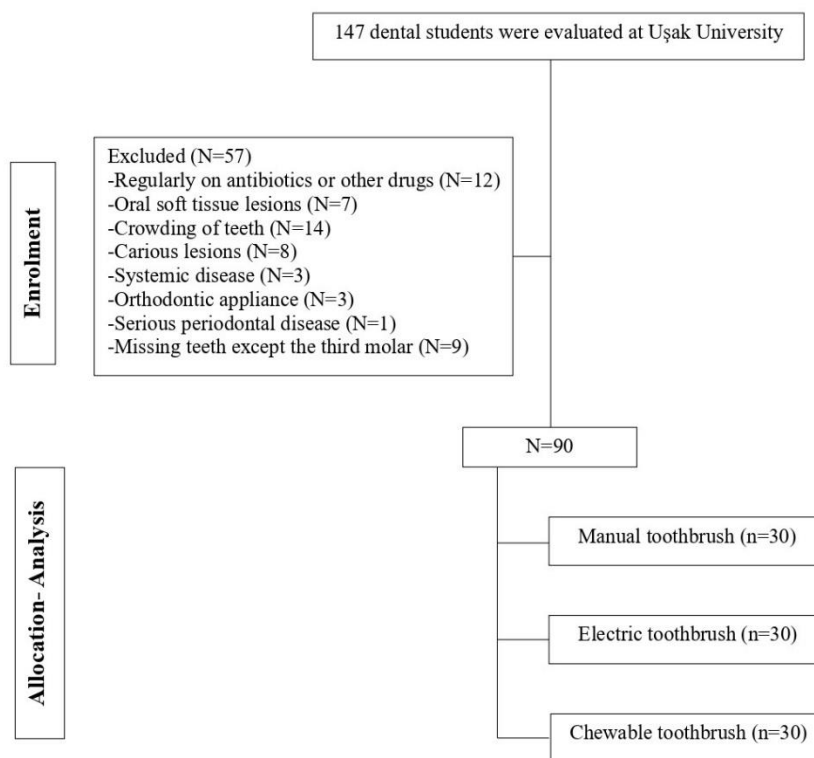 147 dental students were evaluated at Uşak University
Enrolment
Excluded (N=57)
-Regularly on antibiotics or other drugs (N=12)
-Oral soft tissue lesions (N=7)
-Crowding of teeth (N=14)
-Carious lesions (N=8)
-Systemic disease (N=3)
-Orthodontic appliance (N=3)
-Serious periodontal disease (N=1)
-Missing teeth except the third molar (N=9)
N=90
Allocation- Analysis
Manual toothbrush (n=30)
Electric toothbrush (n=30)
Chewable toothbrush (n=30)